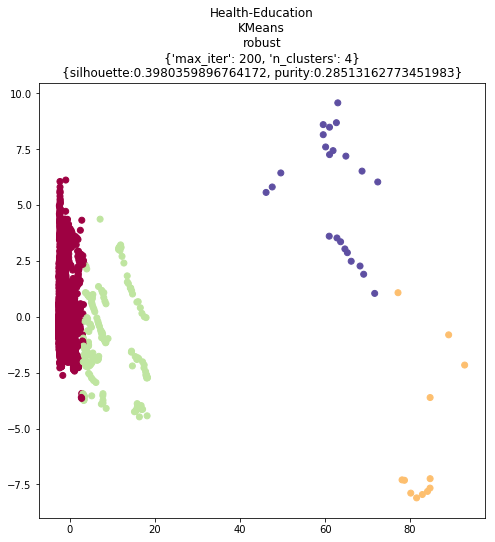 Health-Education
KMeans
robust
{'max_iter': 200, 'n_clusters': 4}
{silhouette:0.3980359896764172, purity:0.28513162773451983}
10.0
7.5
5.0
2.5
0.0
−2.5
−5.0
−7.5
0 20 40 60 80